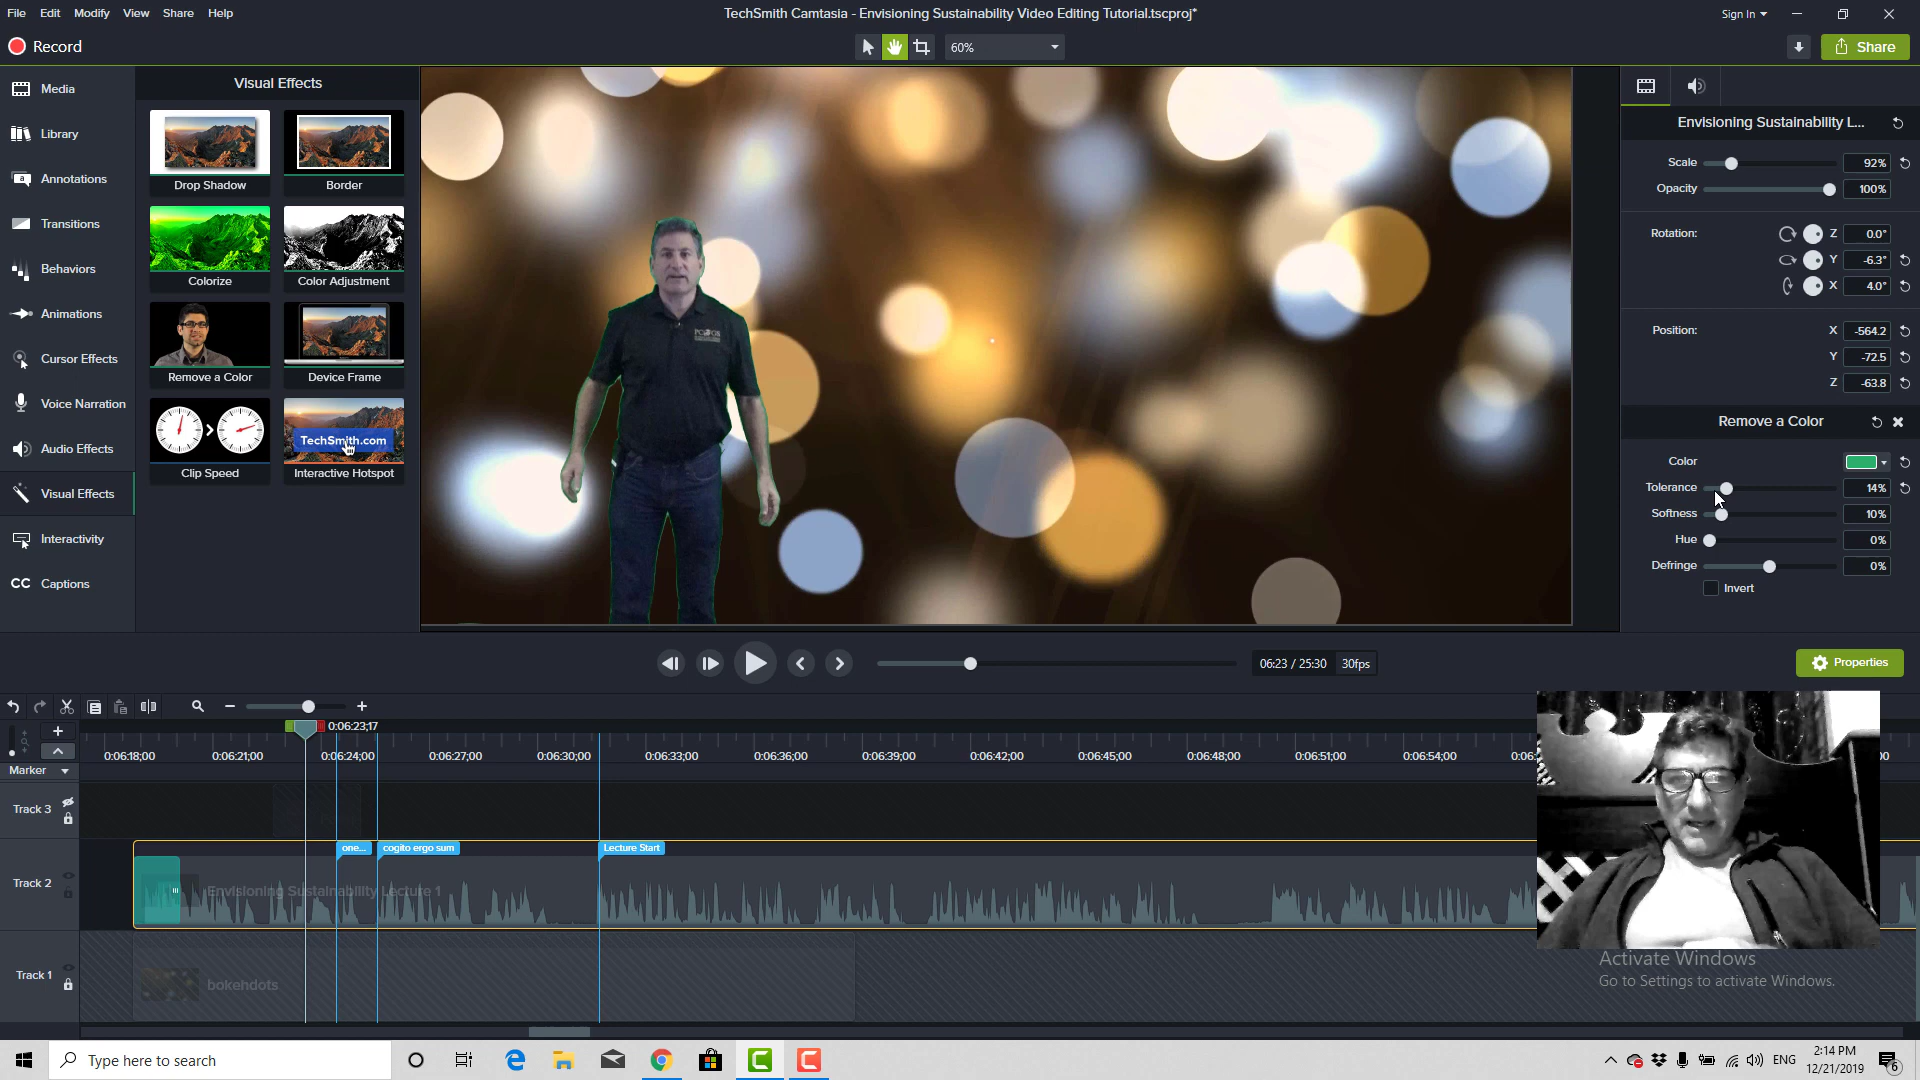 File Edit Modify View Share Help
TechSmith Camtasia - Envisioning Sustainability Video Editing Tutorial.tscproj*
Sign In
Record
60%
Share
Media
Library
Annotations
Transitions
Behaviors
Animations
Cursor Effects
Voice Narration
Audio Effects
Visual Effects
Interactivity
CC Captions
Visual Effects
Drop Shadow
Border
Colorize
Color Adjustment
Remove a Color
Device Frame
TechSmith.com
Clip Speed
Interactive Hotspot
Envisioning Sustainability L...
Scale 92%
Opacity 100%
Rotation: Z 0.0°
Y -6.3°
X 4.0°
Position: X -564.2
Y -72.5
Z -63.8
Remove a Color
Color
Tolerance 14%
Softness 10%
Hue 0%
Defringe 0%
Invert
06:23 / 25:30 30fps
Properties
0:06:23;17
0:06:18;00 0:06:21;00 0:06:24;00 0:06:27;00 0:06:30;00 0:06:33;00 0:06:36;00 0:06:39;00 0:06:42;00 0:06:45;00 0:06:48;00 0:06:51;00 0:06:54;00
Marker
Track 3
one... cogito ergo sum Lecture Start
Track 2
Envisioning Sustainability Lecture 1
Track 1
bokehdots
Activate Windows
Go to Settings to activate Windows.
Type here to search
ENG
2:14 PM
12/21/2019
6